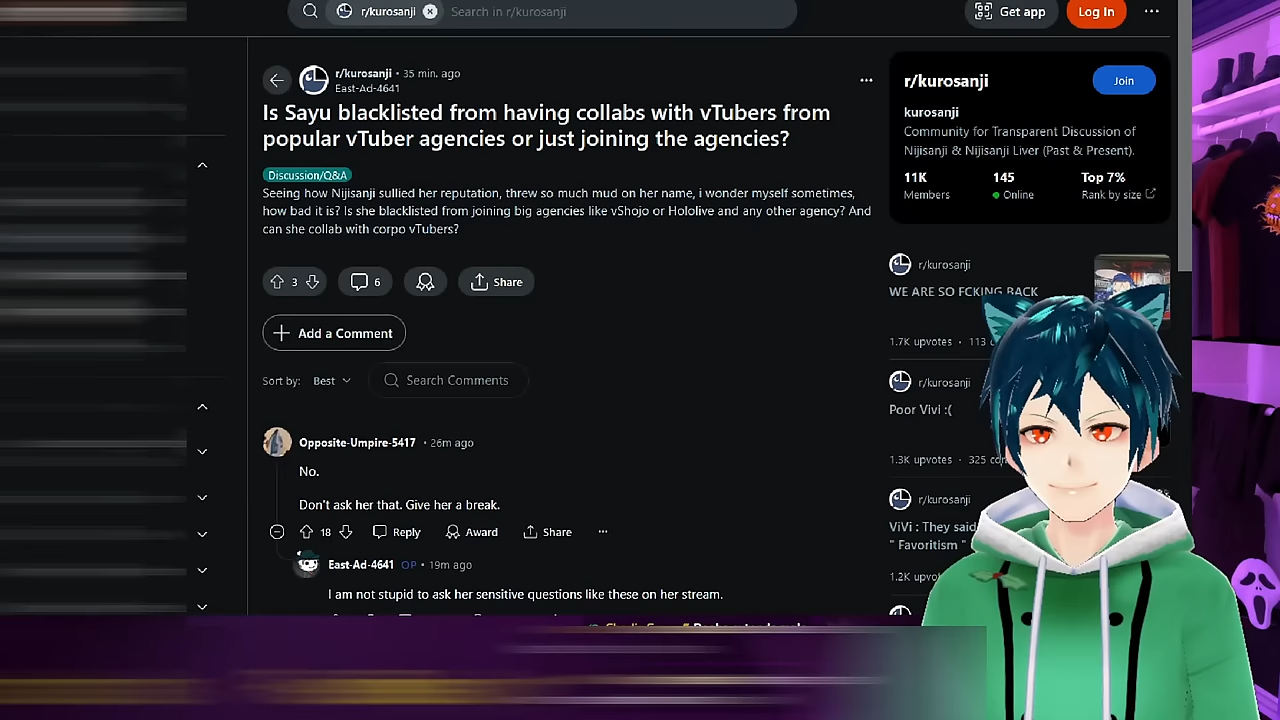 r/kurosanji
Search in r/kurosanji
Get app
Log In
r/kurosanji • 35 min. ago
East-Ad-4641
Is Sayu blacklisted from having collabs with vTubers from
popular vTuber agencies or just joining the agencies?
Discussion/Q&A
Seeing how Nijisanji sullied her reputation, threw so much mud on her name, i wonder myself sometimes,
how bad it is? Is she blacklisted from joining big agencies like vShojo or Hololive and any other agency? And
can she collab with corpo vTubers?
3
6
Share
Add a Comment
Sort by: Best
Search Comments
Opposite-Umpire-5417 • 26m ago
No.
Don't ask her that. Give her a break.
18
Reply
Award
Share
East-Ad-4641 OP • 19m ago
I am not stupid to ask her sensitive questions like these on her stream.
r/kurosanji
Join
kurosanji
Community for Transparent Discussion of
Nijisanji & Nijisanji Liver (Past & Present).
11K
145
Top 7%
Members
Online
Rank by size
r/kurosanji
WE ARE SO FCKING BACK
1.7K upvotes • 113
r/kurosanji
Poor Vivi :(
1.3K upvotes • 325
r/kurosanji
ViVi : They said
" Favoritism "
1.2K